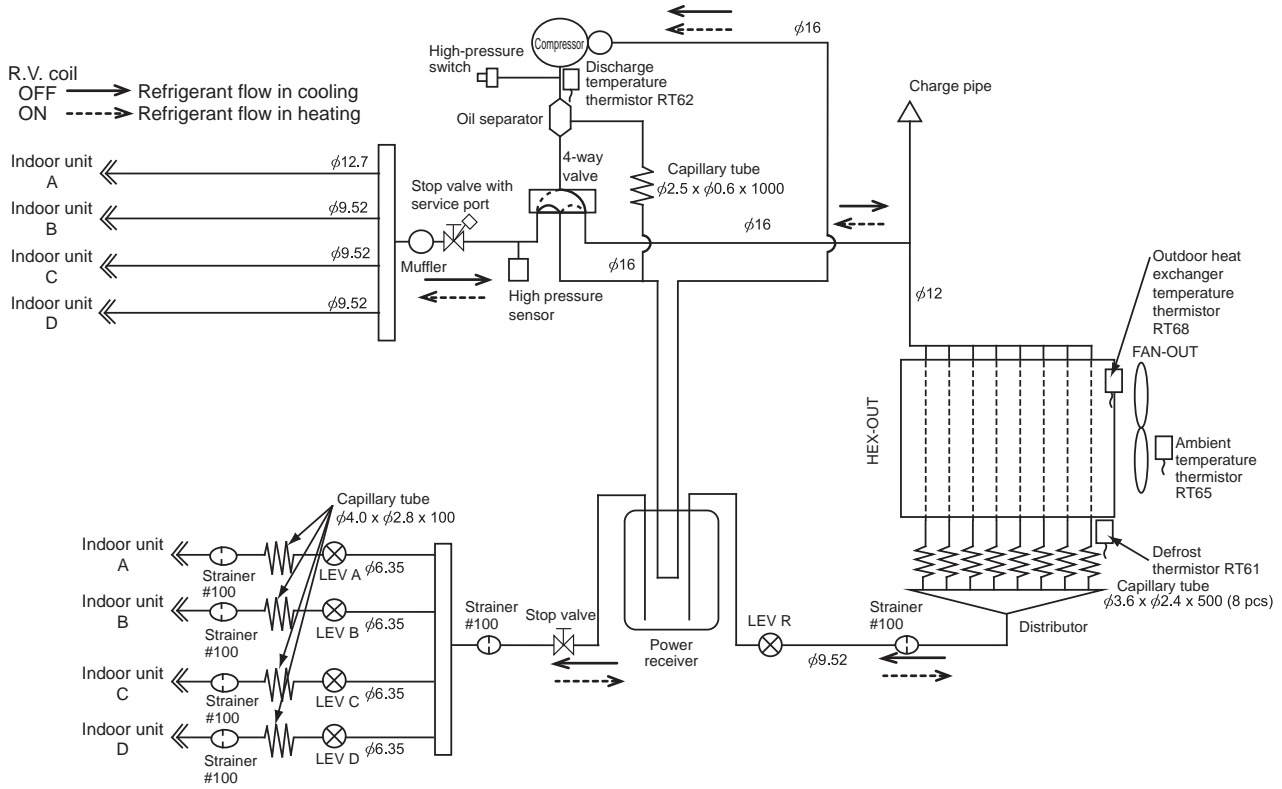 R.V. coil
OFF Refrigerant flow in cooling
ON Refrigerant flow in heating
High-pressure
switch
Compressor
Discharge
temperature
thermistor RT62
Oil separator
4-way
valve
Capillary tube
ϕ2.5 x ϕ0.6 x 1000
ϕ16
Charge pipe
Indoor unit
A
ϕ12.7
Indoor unit
B
ϕ9.52
Indoor unit
C
ϕ9.52
Indoor unit
D
ϕ9.52
Stop valve with
service port
Muffler
High pressure
sensor
ϕ16
ϕ16
ϕ12
Outdoor heat
exchanger
temperature
thermistor
RT68
FAN-OUT
HEX-OUT
Ambient
temperature
thermistor
RT65
Defrost
thermistor RT61
Capillary tube
ϕ3.6 x ϕ2.4 x 500 (8 pcs)
Distributor
Capillary tube
ϕ4.0 x ϕ2.8 x 100
Indoor unit
A
Strainer
#100
LEV A
ϕ6.35
Indoor unit
B
Strainer
#100
LEV B
ϕ6.35
Indoor unit
C
Strainer
#100
LEV C
ϕ6.35
Indoor unit
D
Strainer
#100
LEV D
ϕ6.35
Strainer
#100
Stop valve
Power
receiver
LEV R
ϕ9.52
Strainer
#100